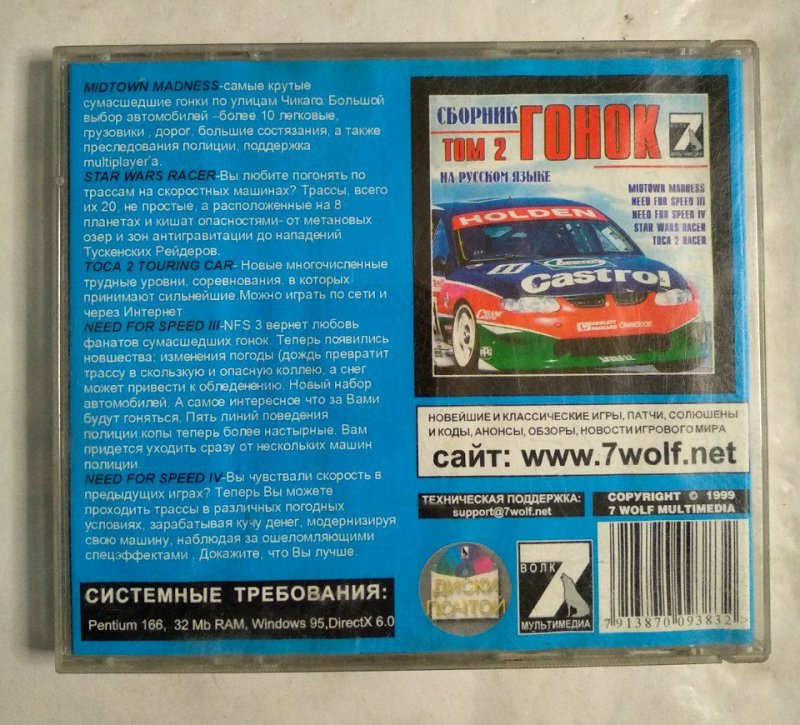 MIDTOWN MADNESS-самые крутые
сумасшедшие гонки по улицам Чикаго. Большой
выбор автомобилей –более 10 легковые,
грузовики , дорог, большие состязания, а также
преследования полиции, поддержка
multiplayer'а.
STAR WARS RACER-Вы любите погонять по
трассам на скоростных машинах? Трассы, всего
их 20, не простые, а расположенные на 8
планетах и кишат опасностями- от метановых
озер и зон антигравитации до нападений
Тускенских Рейдеров.
TOCA 2 TOURING CAR- Новые многочисленные
трудные уровни, соревнования, в которых
принимают сильнейшие.Можно играть по сети и
через Интернет
NEED FOR SPEED III-NFS 3 вернет любовь
фанатов сумасшедших гонок. Теперь появились
новшества: изменения погоды (дождь превратит
трассу в скользкую и опасную коллею, а снег
может привести к обледенению. Новый набор
автомобилей. А самое интересное что за Вами
будут гоняться. Пять линий поведения
полиции,копы теперь более настырные. Вам
придется уходить сразу от нескольких машин
полиции.
NEED FOR SPEED IV-Вы чувствали скорость в
предыдущих играх? Теперь Вы можете
проходить трассы в различных погодных
условиях, зарабатывая кучу денег, модернизируя
свою машину, наблюдая за ошеломляющими
спецэффектами . Докажите, что Вы лучше.
СИСТЕМНЫЕ ТРЕБОВАНИЯ:
Pentium 166, 32 Mb RAM, Windows 95,DirectX 6.0
СБОРНИК ГОНОК
ТОМ 2
7
НА РУССКОМ ЯЗЫКЕ
MIDTOWN MADNESS
NEED FOR SPEED III
NEED FOR SPEED IV
STAR WARS RACER
TOCA 2 RACER
HOLDEN
Castrol
HEWLETT PACKARD OMNIBOOK
НОВЕЙШИЕ И КЛАССИЧЕСКИЕ ИГРЫ, ПАТЧИ, СОЛЮШЕНЫ
И КОДЫ, АНОНСЫ, ОБЗОРЫ, НОВОСТИ ИГРОВОГО МИРА
сайт: www.7wolf.net
ТЕХНИЧЕСКАЯ ПОДДЕРЖКА:
support@7wolf.net
COPYRIGHT © 1999
7 WOLF MULTIMEDIA
ДИСКИ
ПОЧТОЙ
7
ВОЛК
МУЛЬТИМЕДИА
7913870 093832